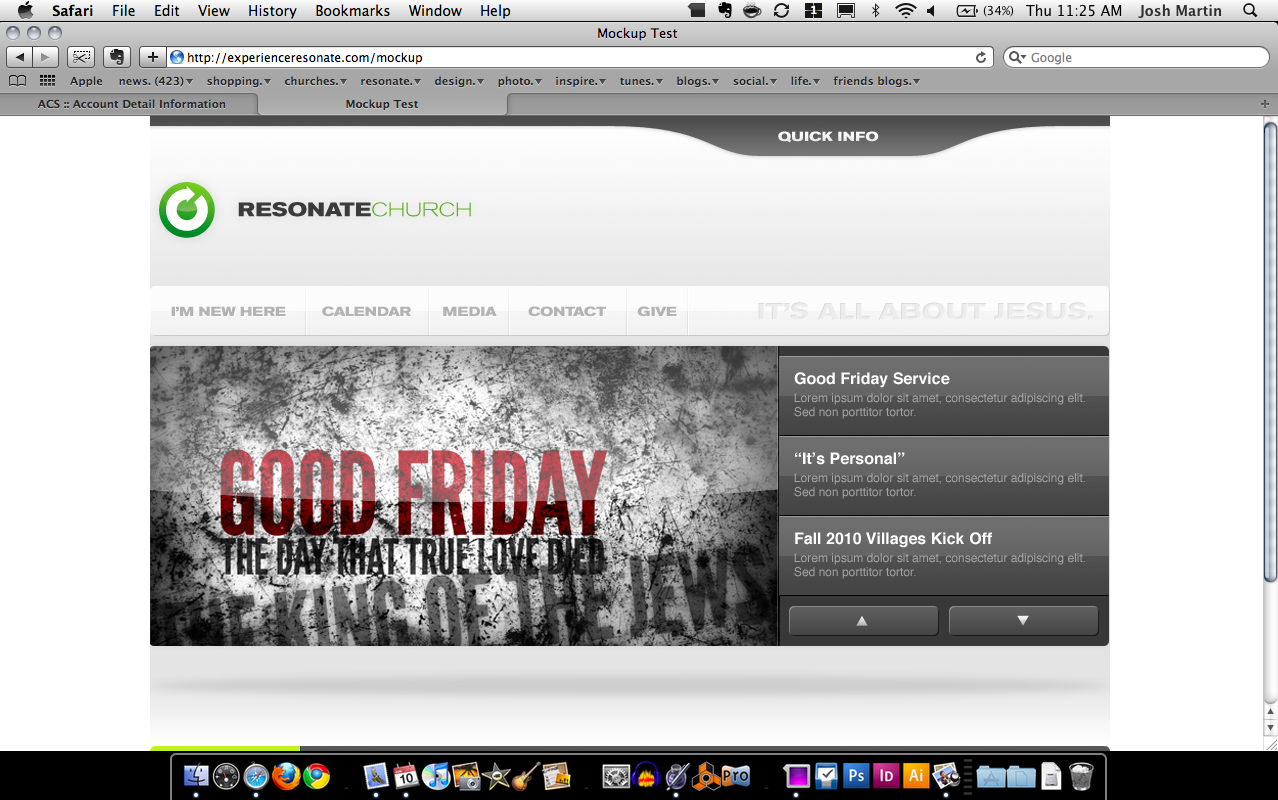 Safari File Edit View History Bookmarks Window Help 1 (34%) Thu 11:25 AM Josh Martin
Mockup Test
http://experienceresonate.com/mockup Google
Apple news. (423) shopping. churches. resonate. design. photo. inspire. tunes. blogs. social. life. friends blogs.
ACS :: Account Detail Information Mockup Test
QUICK INFO
RESONATECHURCH
I'M NEW HERE CALENDAR MEDIA CONTACT GIVE IT'S ALL ABOUT JESUS.
GOOD FRIDAY
THE DAY THAT TRUE LOVE DIED
THE KING OF THE JEWS
Good Friday Service
Lorem ipsum dolor sit amet, consectetur adipiscing elit.
Sed non porttitor tortor.
“It’s Personal”
Lorem ipsum dolor sit amet, consectetur adipiscing elit.
Sed non porttitor tortor.
Fall 2010 Villages Kick Off
Lorem ipsum dolor sit amet, consectetur adipiscing elit.
Sed non porttitor tortor.
10 Pro Ps Id Ai